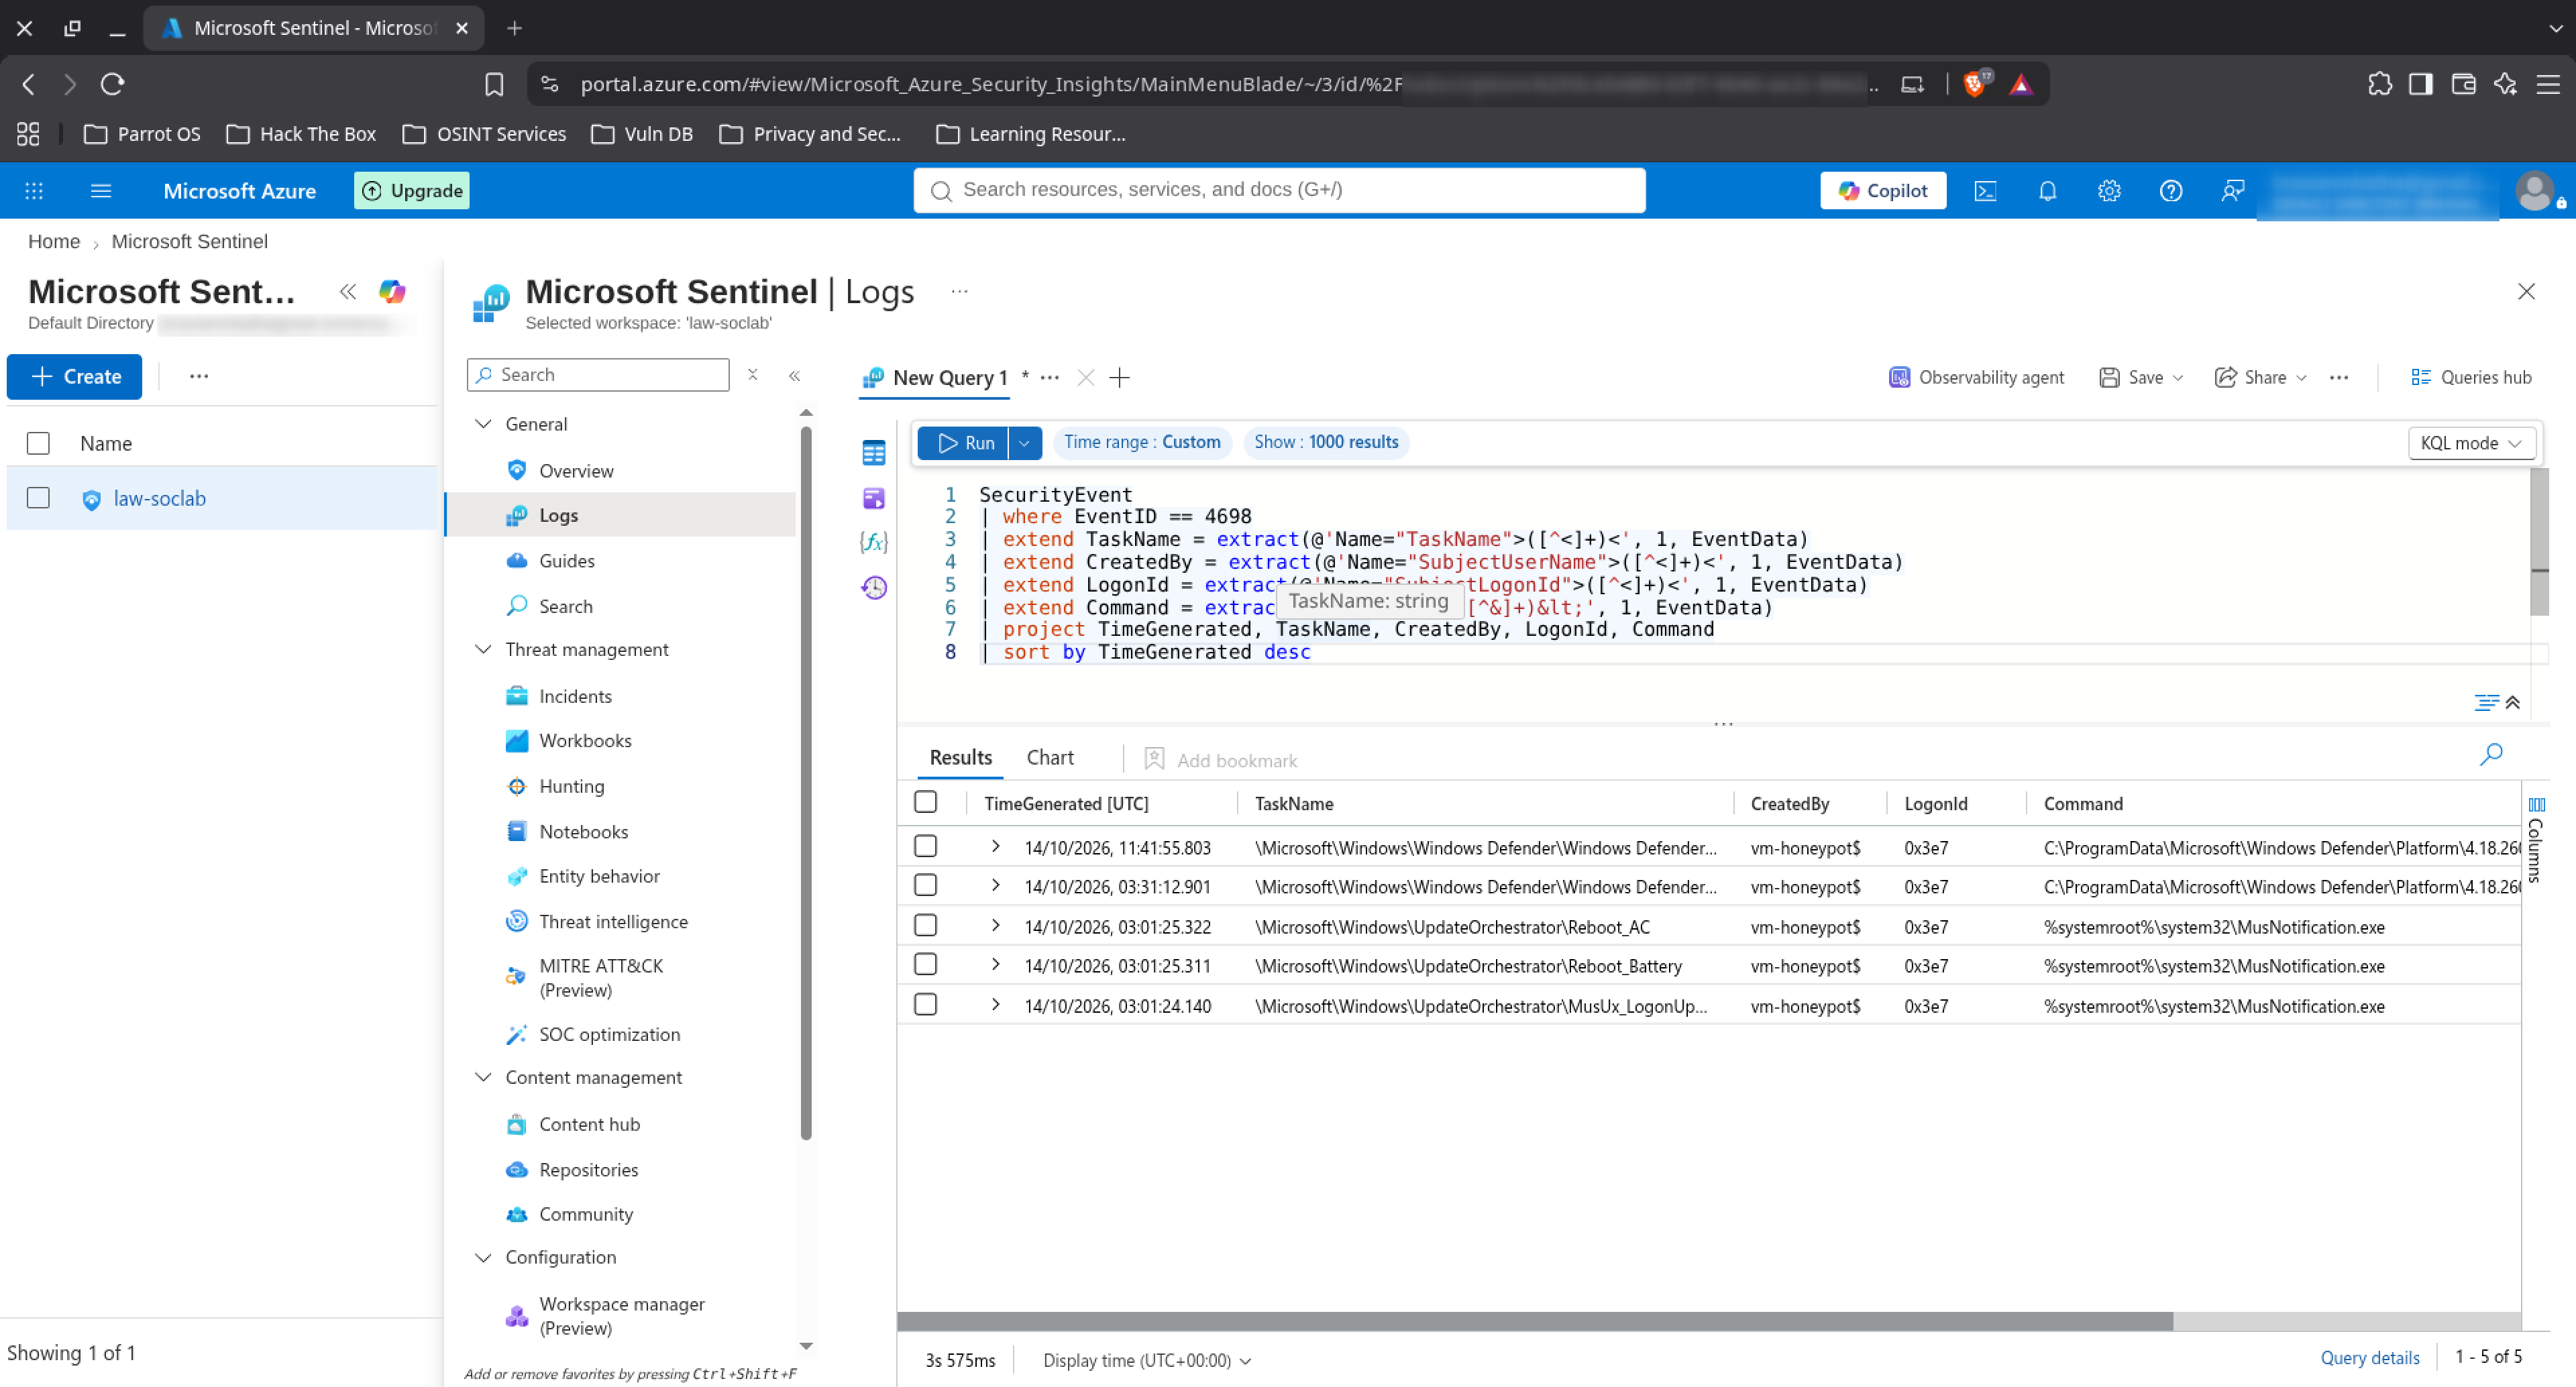 Microsoft Sentinel - Microsof
portal.azure.com/#view/Microsoft_Azure_Security_Insights/MainMenuBlade/~/3/id/%2F
..
17
Parrot OS
Hack The Box
OSINT Services
Vuln DB
Privacy and Sec...
Learning Resour...
Microsoft Azure
Upgrade
Search resources, services, and docs (G+/)
Copilot
Home > Microsoft Sentinel
Microsoft Sent...
Default Directory
Create
...
Name
law-soclab
Showing 1 of 1
Microsoft Sentinel | Logs
...
Selected workspace: 'law-soclab'
Search
General
Overview
Logs
Guides
Search
Threat management
Incidents
Workbooks
Hunting
Notebooks
Entity behavior
Threat intelligence
MITRE ATT&CK
(Preview)
SOC optimization
Content management
Content hub
Repositories
Community
Configuration
Workspace manager
(Preview)
Add or remove favorites by pressing Ctrl+Shift+F
New Query 1 * ...
Observability agent
Save
Share
...
Queries hub
Run
Time range : Custom
Show : 1000 results
KQL mode
{fx}
1 SecurityEvent
2 | where EventID == 4698
3 | extend TaskName = extract(@'Name="TaskName">([^<]+)<', 1, EventData)
4 | extend CreatedBy = extract(@'Name="SubjectUserName">([^<]+)<', 1, EventData)
5 | extend LogonId = extract(@'Name="SubjectLogonId">([^<]+)<', 1, EventData)
6 | extend Command = extrac [^&]+)&lt;', 1, EventData)
TaskName: string
7 | project TimeGenerated, TaskName, CreatedBy, LogonId, Command
8 | sort by TimeGenerated desc
...
Results
Chart
Add bookmark
TimeGenerated [UTC] TaskName CreatedBy LogonId Command
14/10/2026, 11:41:55.803 \Microsoft\Windows\Windows Defender\Windows Defender... vm-honeypot$ 0x3e7 C:\ProgramData\Microsoft\Windows Defender\Platform\4.18.260
14/10/2026, 03:31:12.901 \Microsoft\Windows\Windows Defender\Windows Defender... vm-honeypot$ 0x3e7 C:\ProgramData\Microsoft\Windows Defender\Platform\4.18.260
14/10/2026, 03:01:25.322 \Microsoft\Windows\UpdateOrchestrator\Reboot_AC vm-honeypot$ 0x3e7 %systemroot%\system32\MusNotification.exe
14/10/2026, 03:01:25.311 \Microsoft\Windows\UpdateOrchestrator\Reboot_Battery vm-honeypot$ 0x3e7 %systemroot%\system32\MusNotification.exe
14/10/2026, 03:01:24.140 \Microsoft\Windows\UpdateOrchestrator\MusUx_LogonUp... vm-honeypot$ 0x3e7 %systemroot%\system32\MusNotification.exe
Columns
3s 575ms
Display time (UTC+00:00)
Query details
1 - 5 of 5